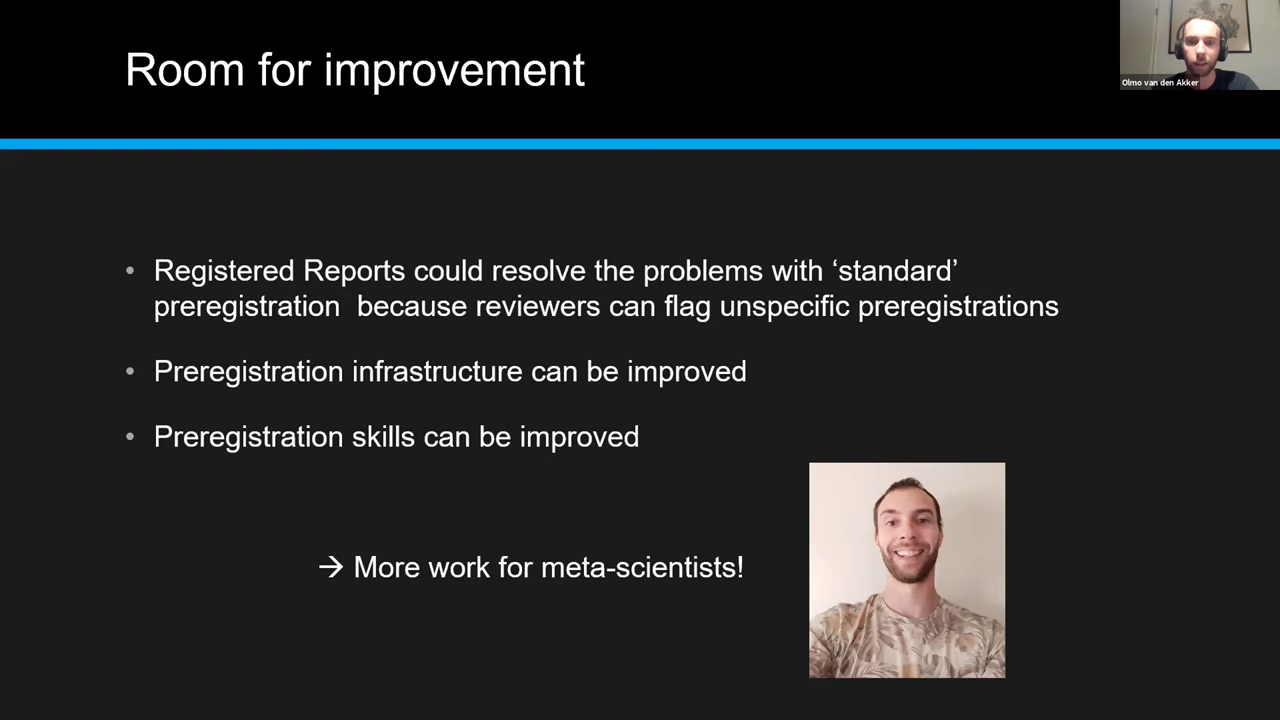 Room for improvement
Olmo van den Akker
• Registered Reports could resolve the problems with ‘standard’
preregistration  because reviewers can flag unspecific preregistrations
• Preregistration infrastructure can be improved
• Preregistration skills can be improved
→ More work for meta-scientists!